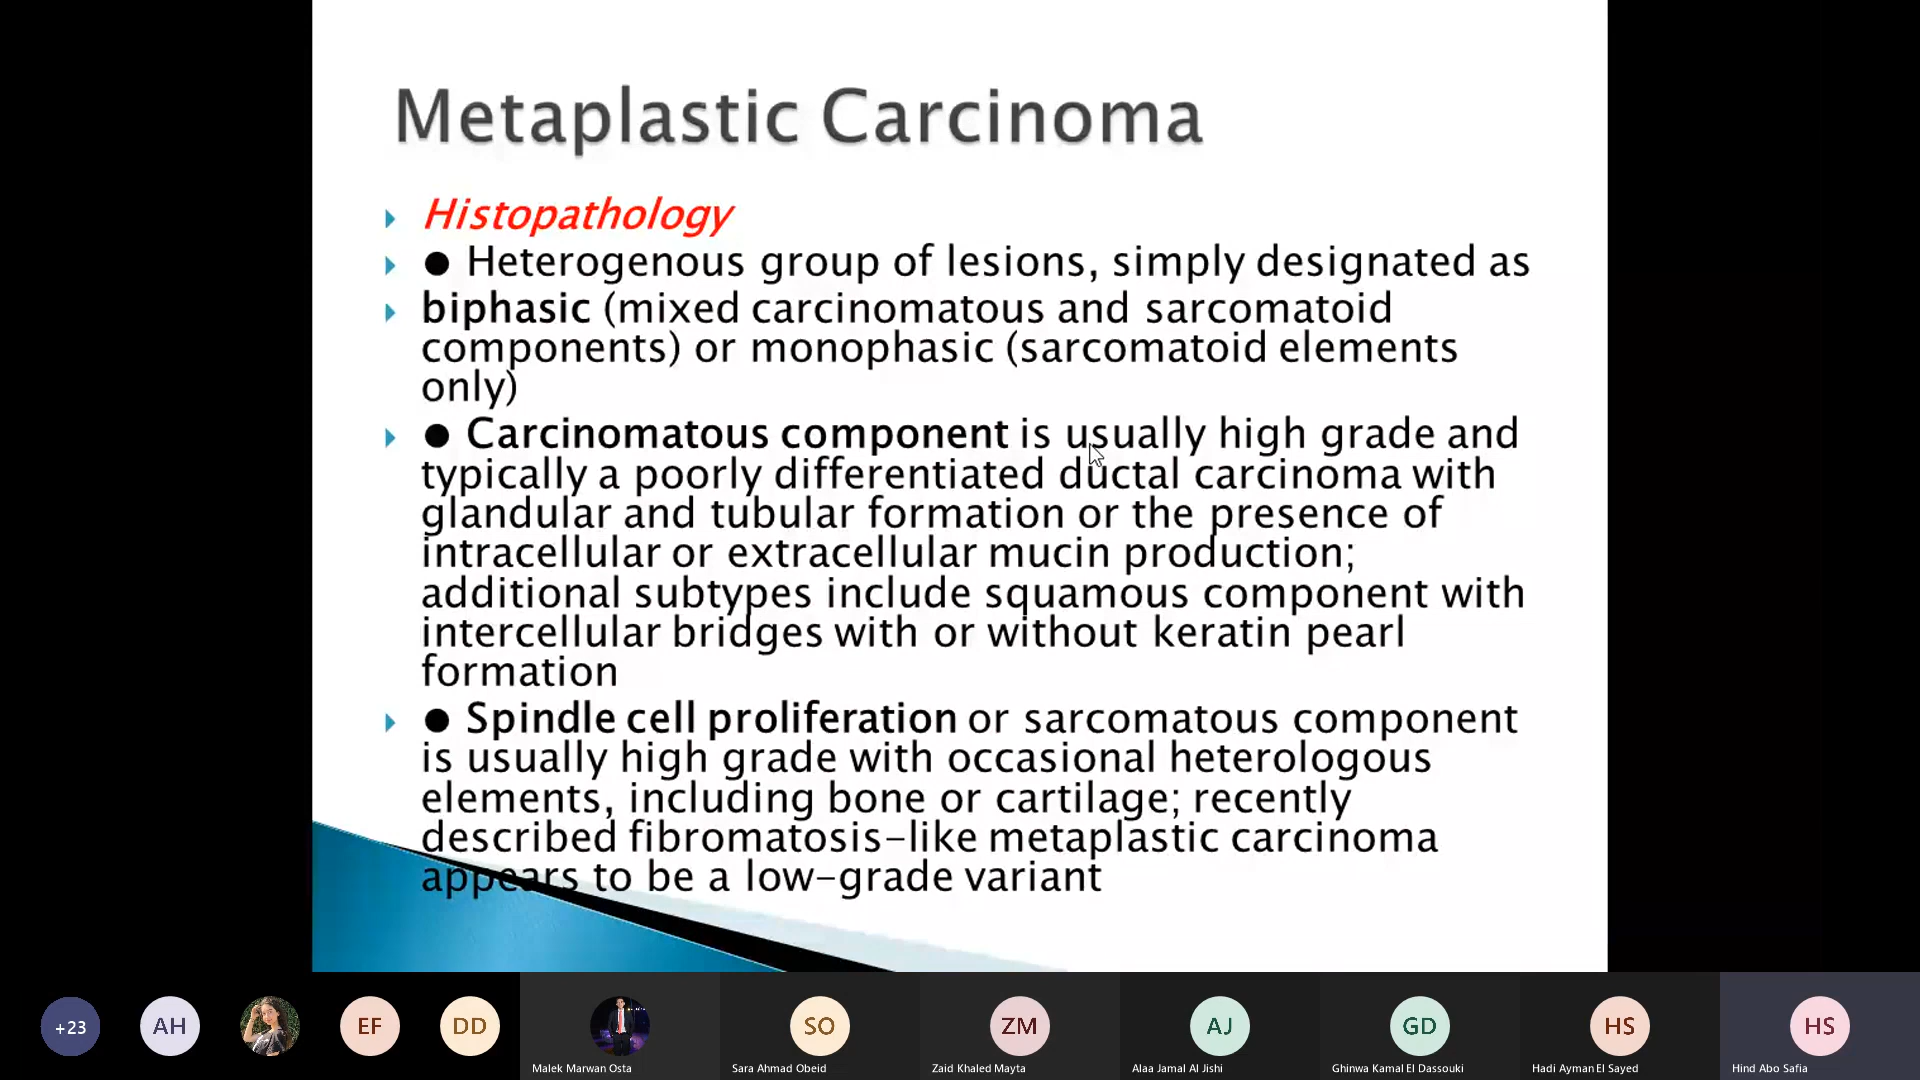 Metaplastic Carcinoma
Histopathology
● Heterogenous group of lesions, simply designated as
biphasic (mixed carcinomatous and sarcomatoid
components) or monophasic (sarcomatoid elements
only)
● Carcinomatous component is usually high grade and
typically a poorly differentiated ductal carcinoma with
glandular and tubular formation or the presence of
intracellular or extracellular mucin production;
additional subtypes include squamous component with
intercellular bridges with or without keratin pearl
formation
● Spindle cell proliferation or sarcomatous component
is usually high grade with occasional heterologous
elements, including bone or cartilage; recently
described fibromatosis-like metaplastic carcinoma
appears to be a low-grade variant
+23
AH
EF
DD
SO
ZM
AJ
GD
HS
HS
Malek Marwan Osta
Sara Ahmad Obeid
Zaid Khaled Mayta
Alaa Jamal Al Jishi
Ghinwa Kamal El Dassouki
Hadi Ayman El Sayed
Hind Abo Safia